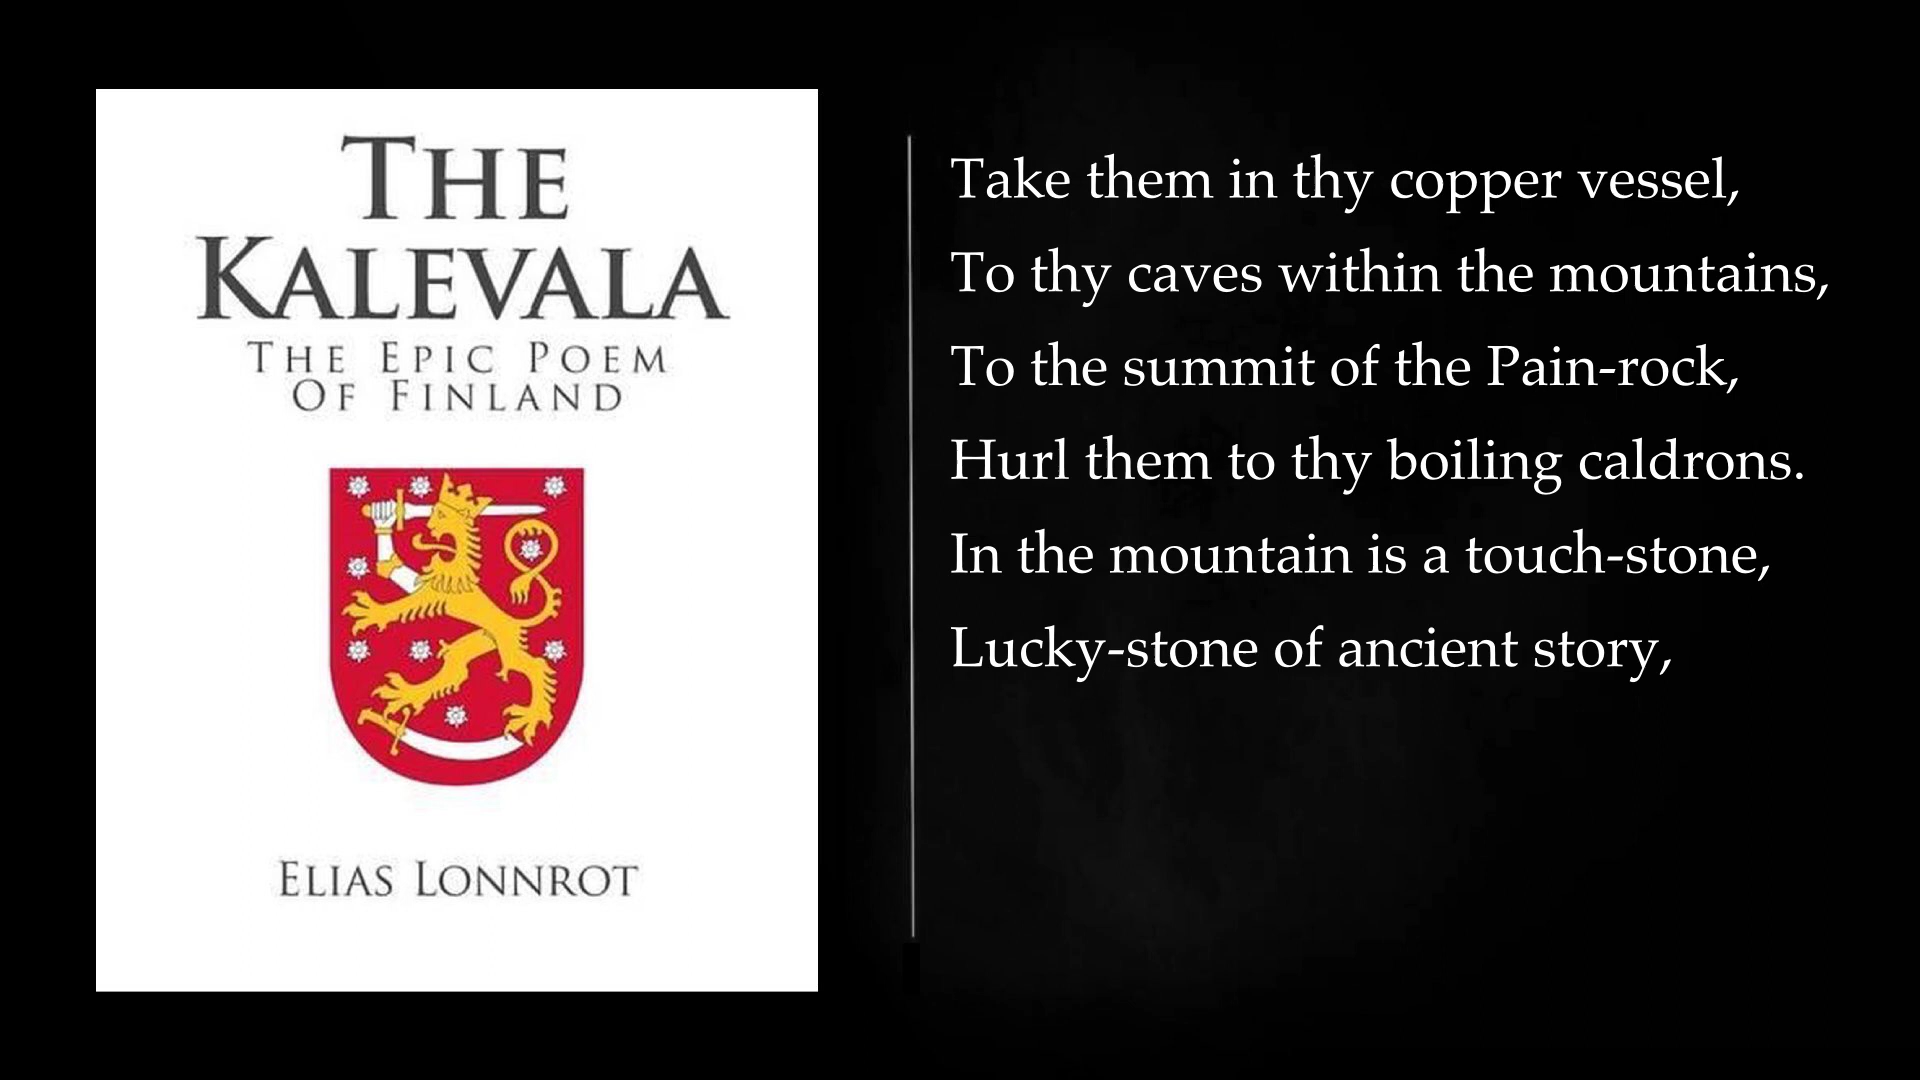 THE
KALEVALA
THE EPIC POEM
OF FINLAND
ELIAS LONNROT
Take them in thy copper vessel,
To thy caves within the mountains,
To the summit of the Pain-rock,
Hurl them to thy boiling caldrons.
In the mountain is a touch-stone,
Lucky-stone of ancient story,